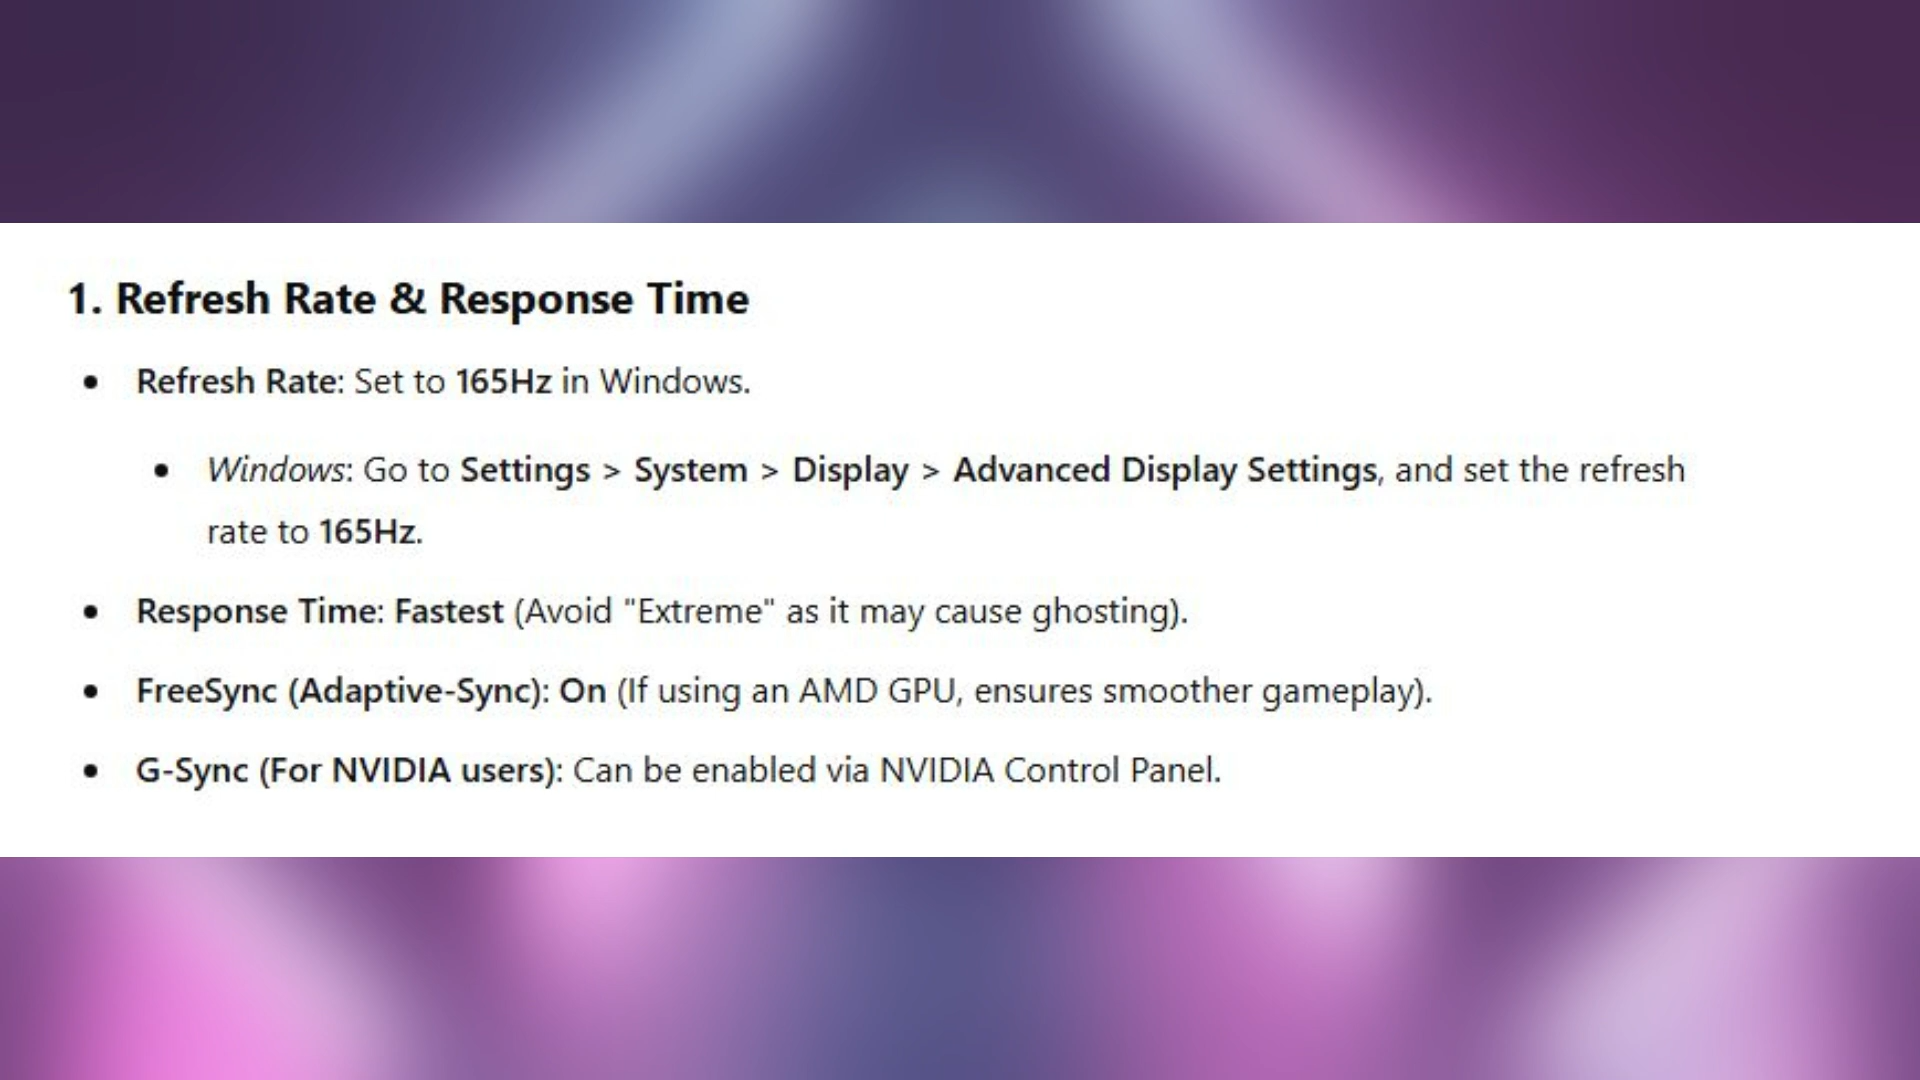 1. Refresh Rate & Response Time
• Refresh Rate: Set to 165Hz in Windows.
• Windows: Go to Settings > System > Display > Advanced Display Settings, and set the refresh
rate to 165Hz.
• Response Time: Fastest (Avoid "Extreme" as it may cause ghosting).
• FreeSync (Adaptive-Sync): On (If using an AMD GPU, ensures smoother gameplay).
• G-Sync (For NVIDIA users): Can be enabled via NVIDIA Control Panel.